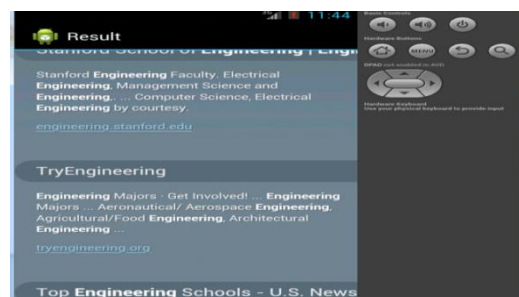 11:44
Result
Stanford School of Engineering | Engi
Stanford Engineering Faculty. Electrical
Engineering, Management Science and
Engineering,. ... Computer Science, Electrical
Engineering by courtesy.
engineering.stanford.edu
TryEngineering
Engineering Majors · Get Involved! ... Engineering
Majors ... Aeronautical/ Aerospace Engineering,
Agricultural/Food Engineering, Architectural
Engineering ...
tryengineering.org
Top Engineering Schools - U.S. News
Basic Controls
Hardware Buttons
MENU
DPAD not enabled in AVD
Hardware Keyboard
Use your physical keyboard to provide input